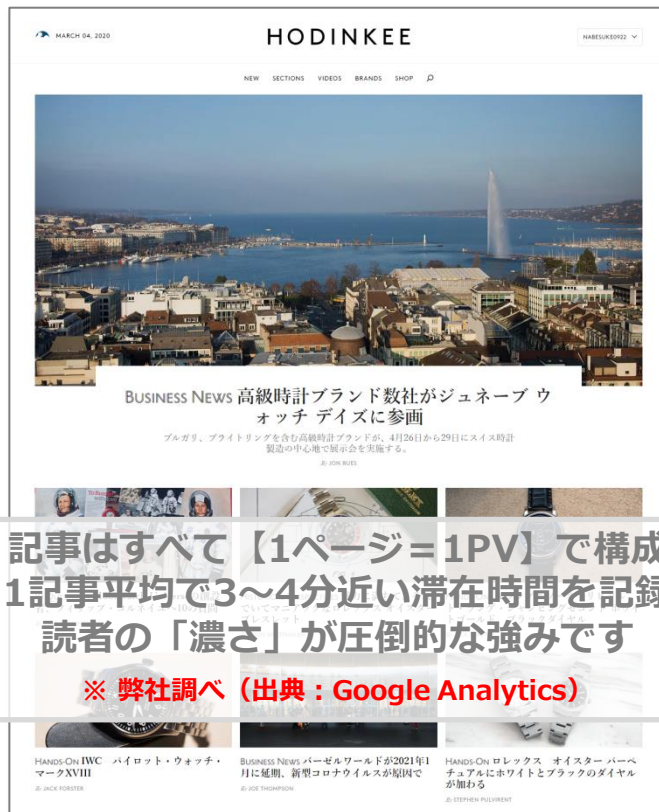 MARCH 04, 2020
HODINKEE
NABESUKE0922
NEW SECTIONS VIDEOS BRANDS SHOP
BUSINESS NEWS 高級時計ブランド数社がジュネーブ ウ
ォッチ デイズに参画
ブルガリ、ブライトリングを含む高級時計ブランドが、4月26日から29日にスイス時計
製造の中心地で展示会を実施する。
By JON BUES
記事はすべて【1ページ＝1PV】で構成
1記事平均で3～4分近い滞在時間を記録
読者の「濃さ」が圧倒的な強みです
※ 弊社調べ（出典：Google Analytics）
HANDS-ON IWC パイロット・ウォッチ・
マークXVIII
By JACK FORSTER
BUSINESS NEWS バーゼルワールドが2021年1
月に延期、新型コロナウイルスが原因で
By JOE THOMPSON
HANDS-ON ロレックス オイスター パーペ
チュアルにホワイトとブラックのダイヤル
が加わる
By STEPHEN PULVIRENT